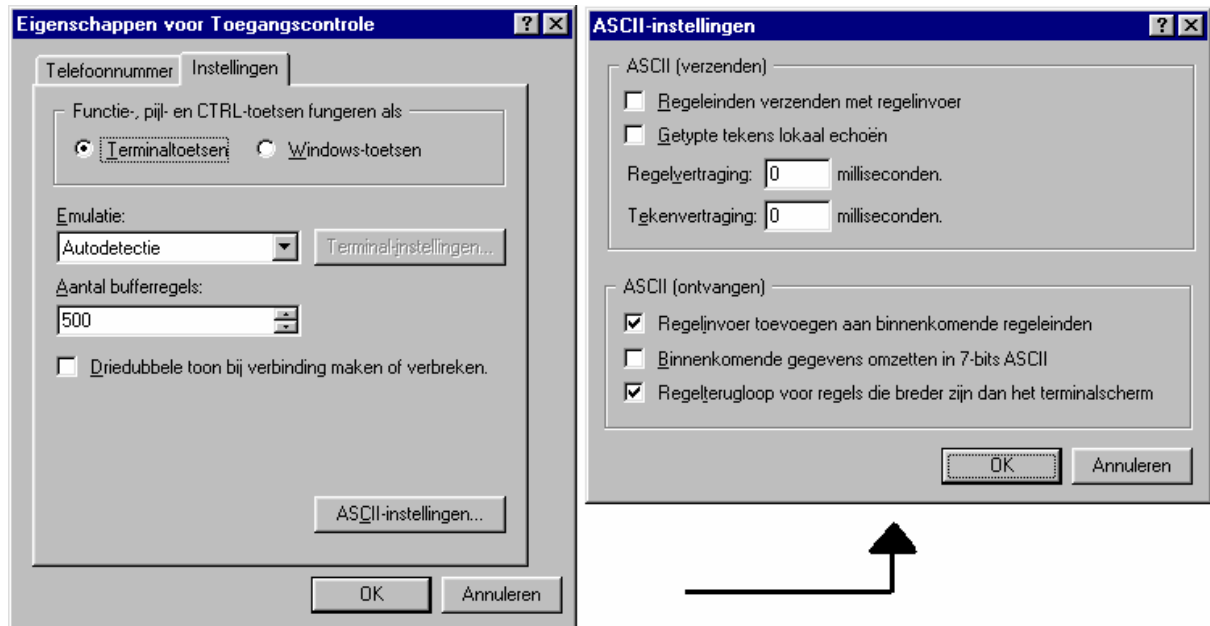 Eigenschappen voor Toegangscontrole
Telefoonnummer Instellingen
Functie-, pijl- en CTRL-toetsen fungeren als
Terminaltoetsen Windows-toetsen
Emulatie:
Autodetectie Terminal-instellingen...
Aantal bufferregels:
500
Driedubbele toon bij verbinding maken of verbreken.
ASCII-instellingen...
OK Annuleren
ASCII-instellingen
ASCII (verzenden)
Regeleinden verzenden met regelinvoer
Getypte tekens lokaal echoën
Regelvertraging: 0 milliseconden.
Tekenvertraging: 0 milliseconden.
ASCII (ontvangen)
Regelinvoer toevoegen aan binnenkomende regeleinden
Binnenkomende gegevens omzetten in 7-bits ASCII
Regelterugloop voor regels die breder zijn dan het terminalscherm
OK Annuleren